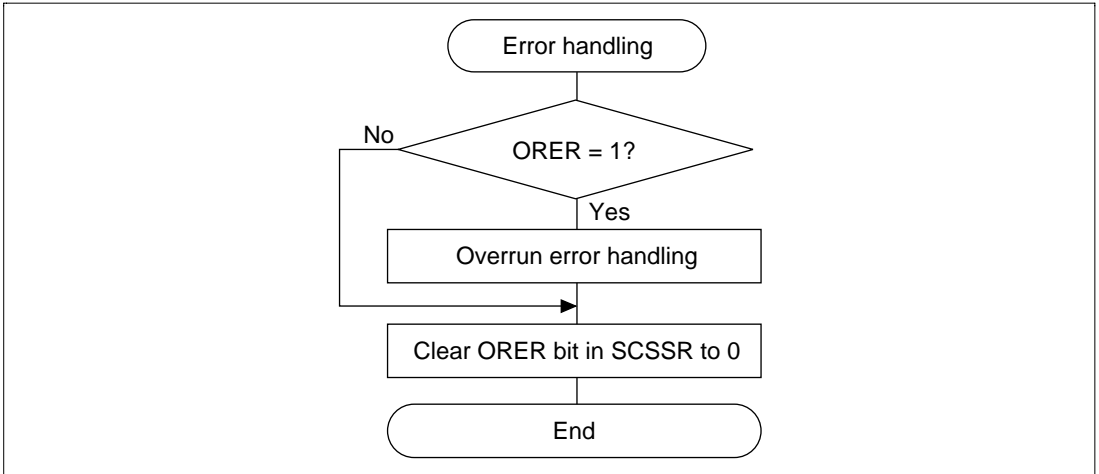 Error handling
ORER = 1?
No
Yes
Overrun error handling
Clear ORER bit in SCSSR to 0
End